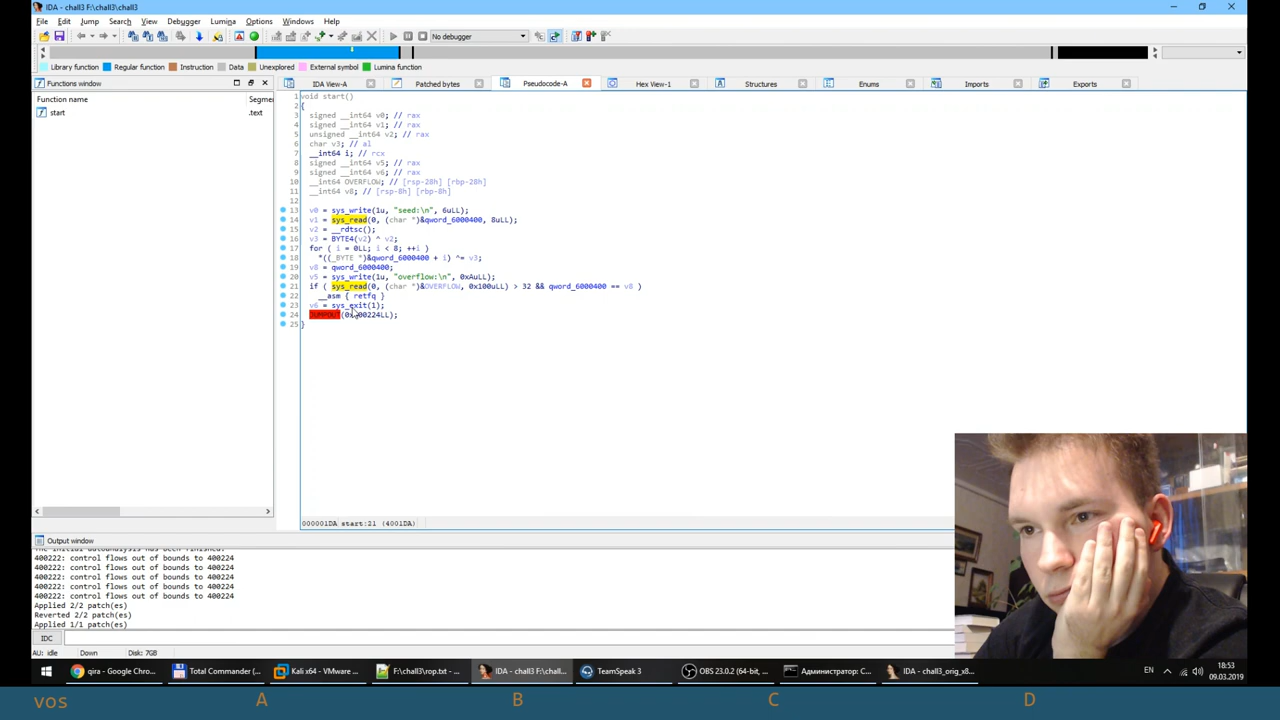 IDA - chall3 F:\chall3\chall3
File Edit Jump Search View Debugger Lumina Options Windows Help
No debugger
Library function Regular function Instruction Data Unexplored External symbol Lumina function
Functions window
IDA View-A Patched bytes Pseudocode-A Hex View-1 Structures Enums Imports Exports
Function name Segme
start .text
1 void start()
2 {
3 signed __int64 v0; // rax
4 signed __int64 v1; // rax
5 unsigned __int64 v2; // rax
6 char v3; // al
7 __int64 i; // rcx
8 signed __int64 v5; // rax
9 signed __int64 v6; // rax
10 __int64 OVERFLOW; // [rsp-28h] [rbp-28h]
11 __int64 v8; // [rsp-8h] [rbp-8h]
12
13 v0 = sys_write(1u, "seed:\n", 6uLL);
14 v1 = sys_read(0, (char *)&qword_6000400, 8uLL);
15 v2 = __rdtsc();
16 v3 = BYTE4(v2) ^ v2;
17 for ( i = 0LL; i < 8; ++i )
18 *((_BYTE *)&qword_6000400 + i) ^= v3;
19 v8 = qword_6000400;
20 v5 = sys_write(1u, "overflow:\n", 0xAuLL);
21 if ( sys_read(0, (char *)&OVERFLOW, 0x100uLL) > 32 && qword_6000400 == v8 )
22 __asm { retfq }
23 v6 = sys_exit(1);
24 JUMPOUT(0x400224LL);
25 }
000001DA start:21 (4001DA)
Output window
The initial autoanalysis has been finished.
400222: control flows out of bounds to 400224
400222: control flows out of bounds to 400224
400222: control flows out of bounds to 400224
400222: control flows out of bounds to 400224
400222: control flows out of bounds to 400224
Applied 2/2 patch(es)
Reverted 2/2 patch(es)
Applied 1/1 patch(es)
IDC
AU: idle Down Disk: 7GB
qira - Google Chro... Total Commander (... Kali x64 - VMware ... F:\chall3\rop.txt - ... IDA - chall3 F:\chall... TeamSpeak 3 OBS 23.0.2 (64-bit, ... Администратор: C... IDA - chall3_orig_x8... EN 18:53
09.03.2019
vos A B C D